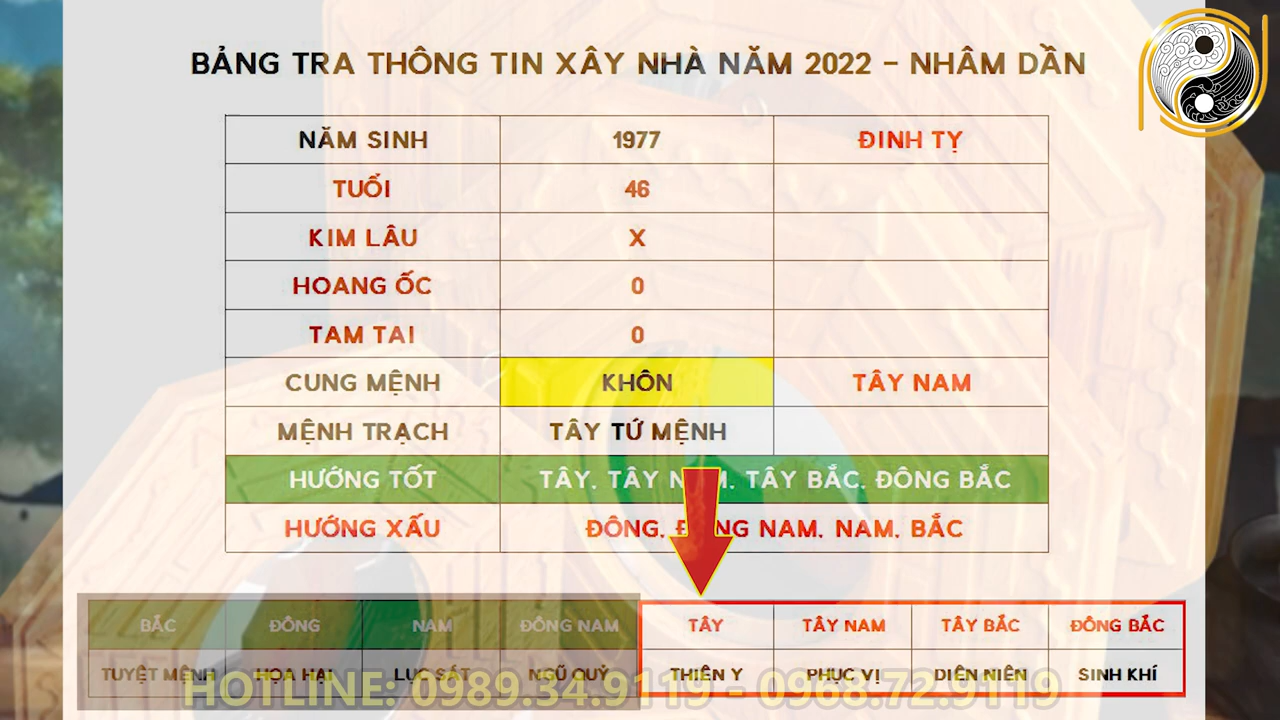 BẢNG TRA THÔNG TIN XÂY NHÀ NĂM 2022 - NHÂM DẦN
NĂM SINH 1977 ĐINH TỴ
TUỔI 46
KIM LÂU X
HOANG ỐC 0
TAM TAI 0
CUNG MỆNH KHÔN TÂY NAM
MỆNH TRẠCH TÂY TỨ MỆNH
HƯỚNG TỐT TÂY, TÂY NAM, TÂY BẮC, ĐÔNG BẮC
HƯỚNG XẤU ĐÔNG, ĐÔNG NAM, NAM, BẮC
BẮC ĐÔNG NAM ĐÔNG NAM TÂY TÂY NAM TÂY BẮC ĐÔNG BẮC
TUYỆT MỆNH HỌA HẠI LỤC SÁT NGŨ QUỶ THIÊN Y PHỤC VỊ DIÊN NIÊN SINH KHÍ
HOTLINE: 0989.34.9119 - 0968.72.9119